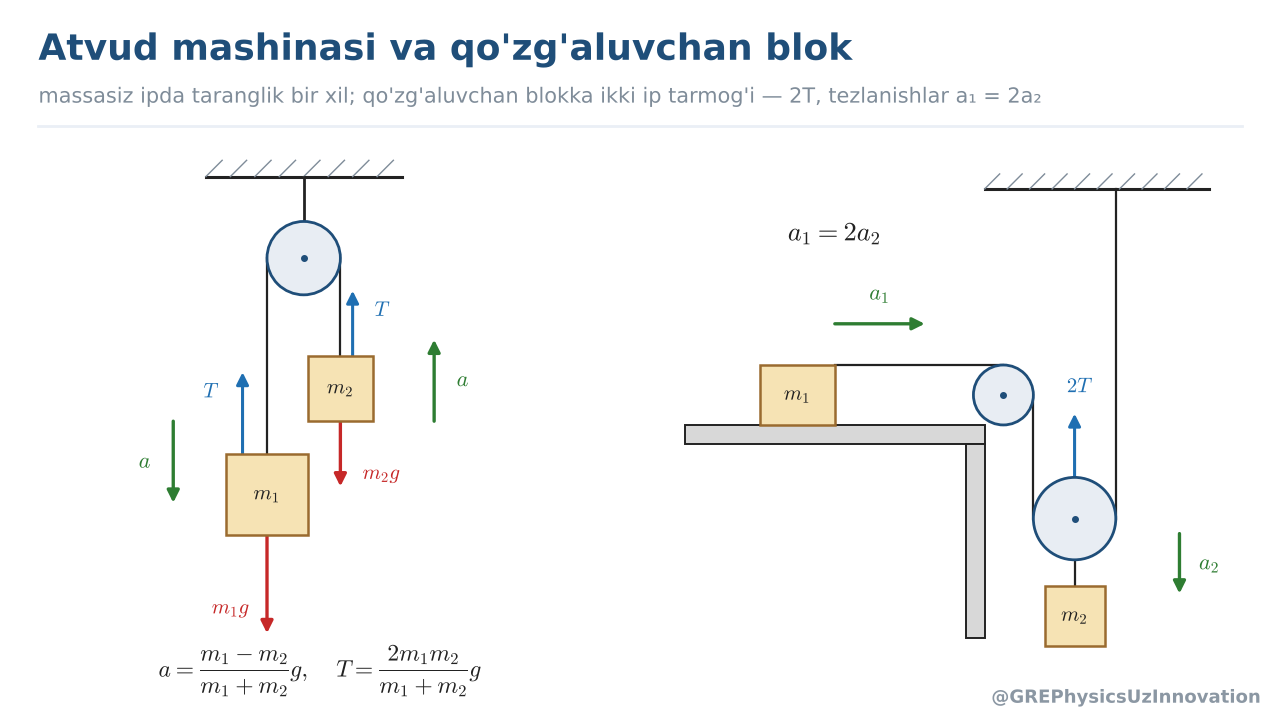 Atvud mashinasi va qo'zg'aluvchan blok
massasiz ipda taranglik bir xil; qo'zg'aluvchan blokka ikki ip tarmog'i — 2T, tezlanishlar a₁ = 2a₂
T
m₂
a
T
m₂g
a
m₁
m₁g
a = (m₁ − m₂)/(m₁ + m₂) g, T = 2m₁m₂/(m₁ + m₂) g
a₁ = 2a₂
a₁
m₁
2T
a₂
m₂
@GREPhysicsUzInnovation